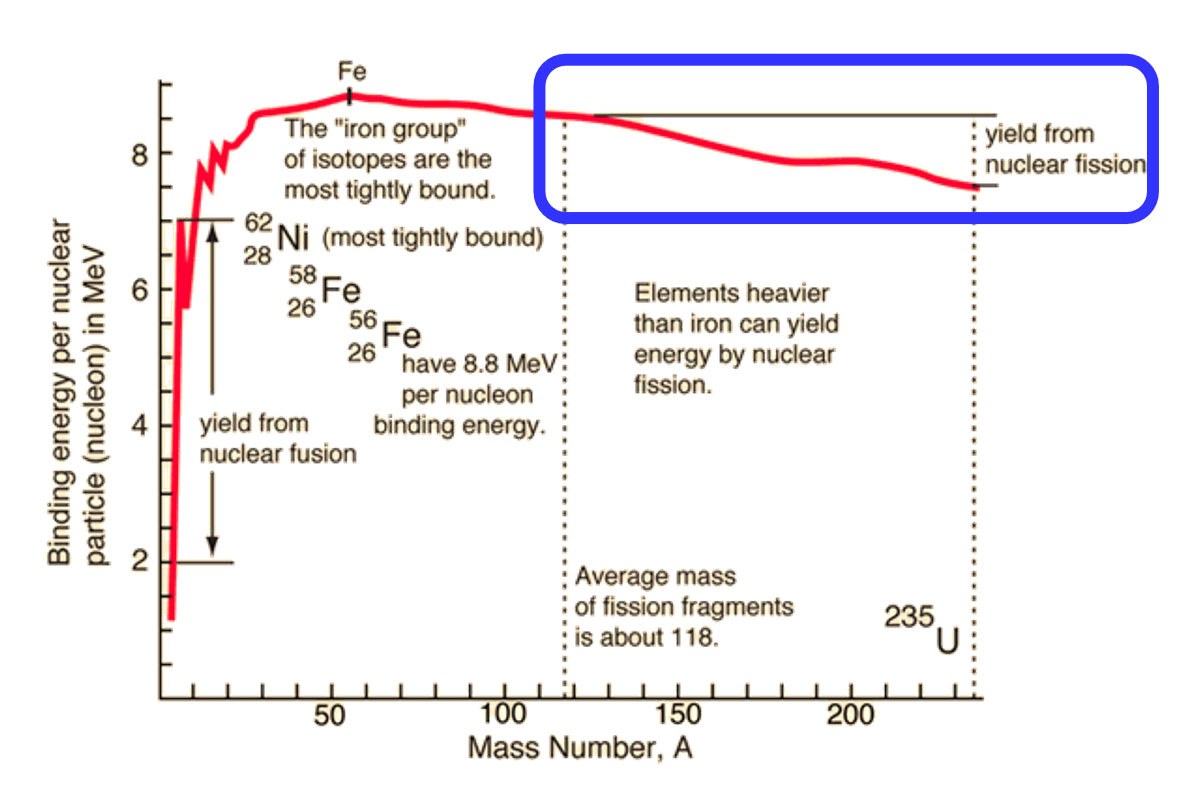 Fe
The "iron group"
of isotopes are the
most tightly bound.
yield from
nuclear fission
62
28
Ni (most tightly bound)
58
26
Fe
56
26
Fe
have 8.8 MeV
per nucleon
binding energy.
Elements heavier
than iron can yield
energy by nuclear
fission.
yield from
nuclear fusion
Average mass
of fission fragments
is about 118.
235
U
Binding energy per nuclear
particle (nucleon) in MeV
8
6
4
2
50 100 150 200
Mass Number, A